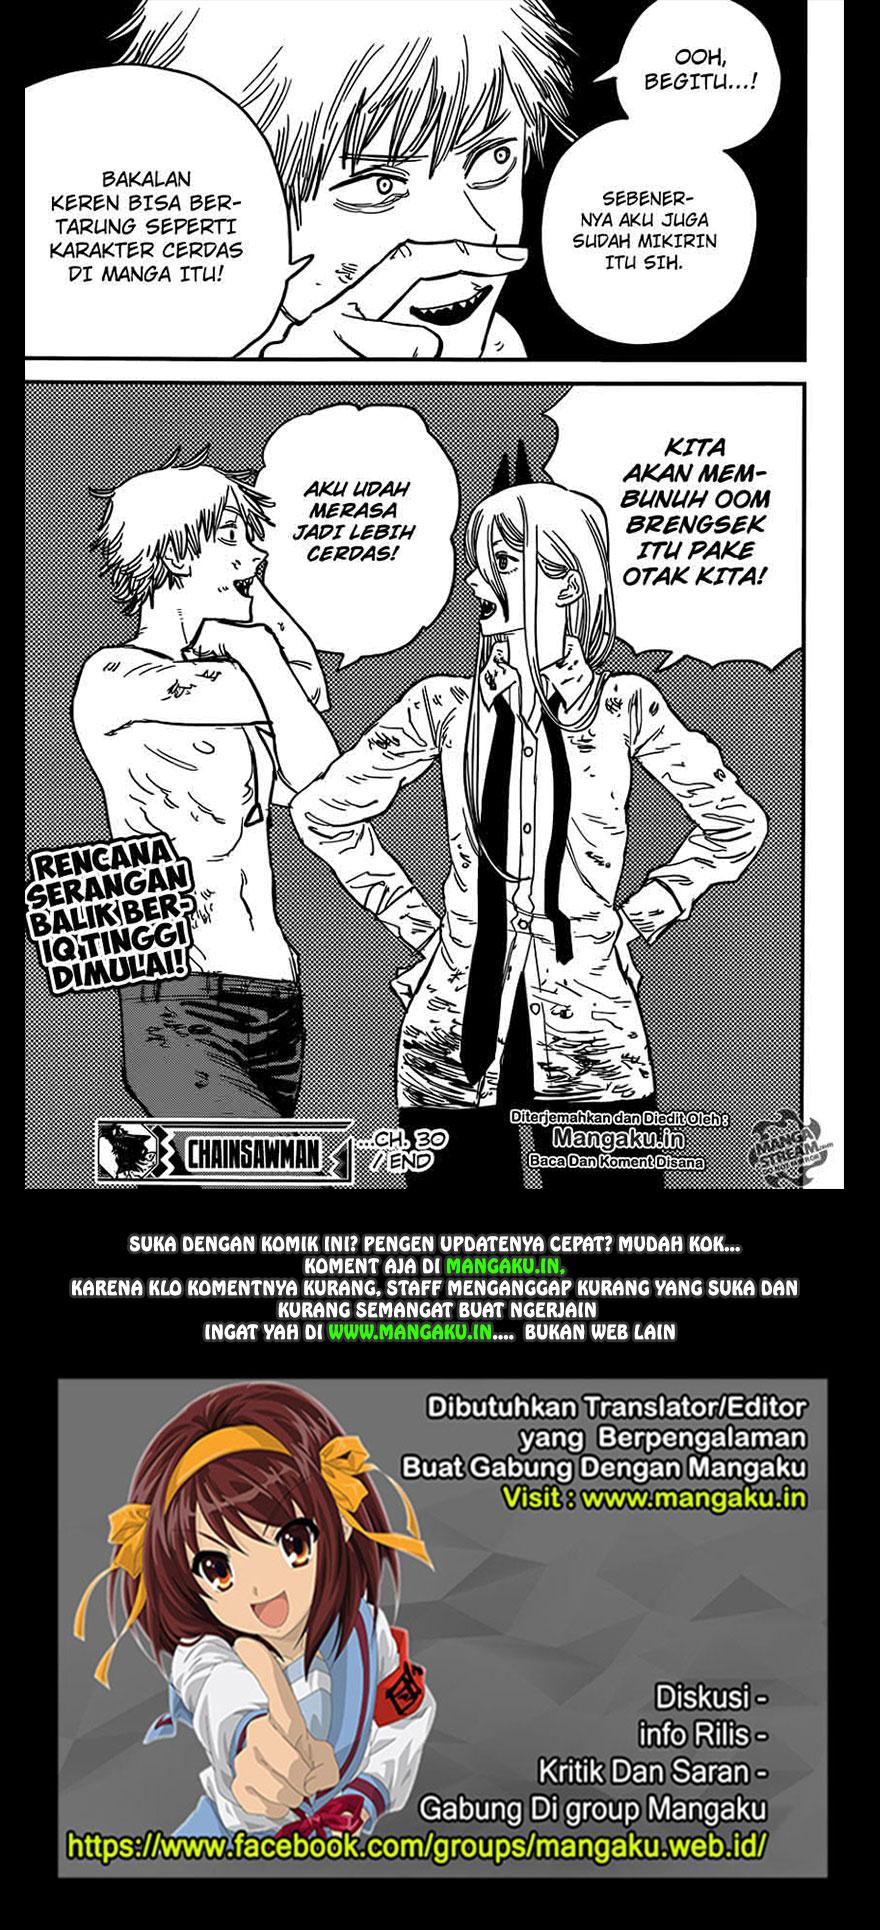 OOH,
BEGITU...!
SEBENER-
NYA AKU JUGA
SUDAH MIKIRIN
ITU SIH.
BAKALAN
KEREN BISA BER-
TARUNG SEPERTI
KARAKTER CERDAS
DI MANGA ITU!
KITA
AKAN MEM-
BUNUH OOM
BRENGSEK
ITU PAKE
OTAK KITA!
AKU UDAH
MERASA
JADI LEBIH
CERDAS!
RENCANA
SERANGAN
BALIK BER-
IQ TINGGI
DIMULAI!
CHAINSAWMAN
...CH. 30
/ END
Diterjemahkan dan Diedit Oleh :
Mangaku.in
Baca Dan Koment Disana
MANGA
STREAM.com
SUKA DENGAN KOMIK INI? PENGEN UPDATENYA CEPAT? MUDAH KOK...
KOMENT AJA DI MANGAKU.IN,
KARENA KLO KOMENTNYA KURANG, STAFF MENGANGGAP KURANG YANG SUKA DAN
KURANG SEMANGAT BUAT NGERJAIN
INGAT YAH DI WWW.MANGAKU.IN.... BUKAN WEB LAIN
Dibutuhkan Translator/Editor
yang Berpengalaman
Buat Gabung Dengan Mangaku
Visit : www.mangaku.in
団
Diskusi -
info Rilis -
Kritik Dan Saran -
Gabung Di group Mangaku
https://www.facebook.com/groups/mangaku.web.id/